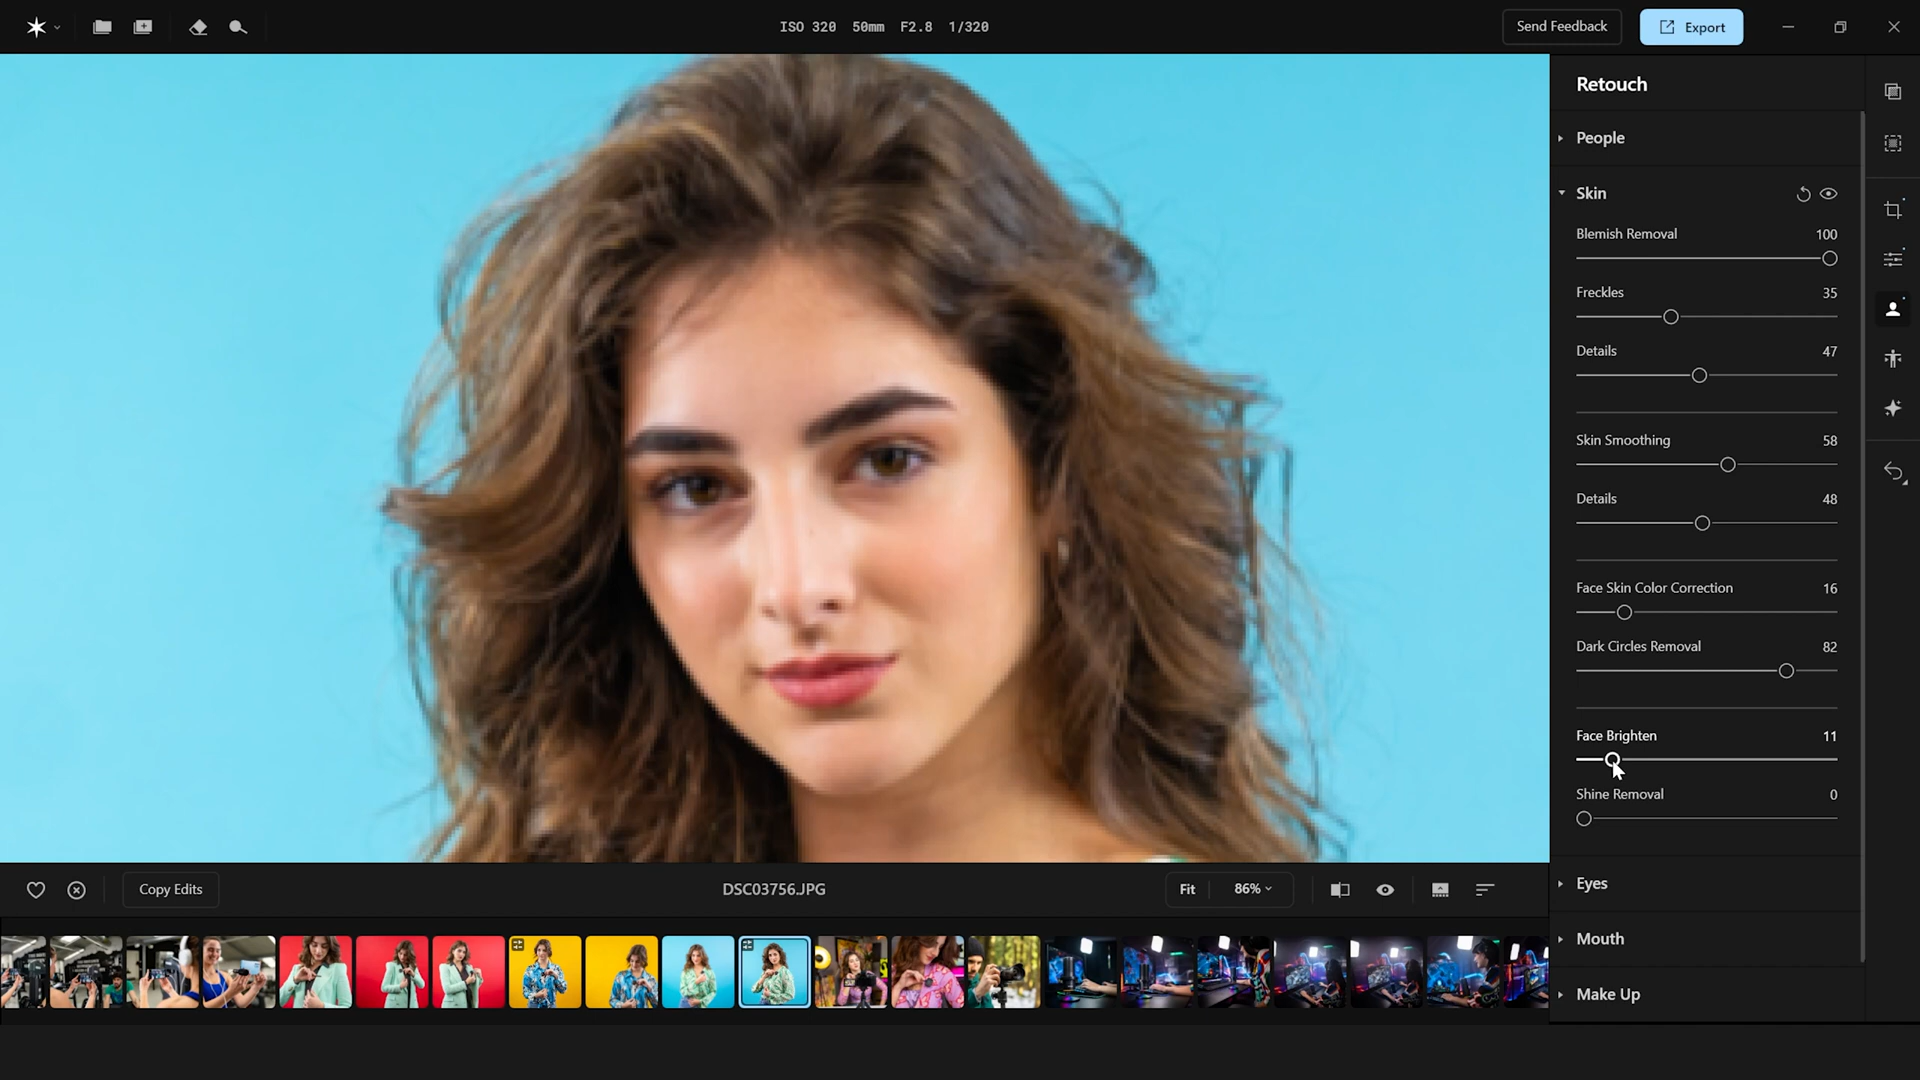 ISO 320 50mm F2.8 1/320
Send Feedback
Export
Retouch
People
Skin
Blemish Removal 100
Freckles 35
Details 47
Skin Smoothing 58
Details 48
Face Skin Color Correction 16
Dark Circles Removal 82
Face Brighten 11
Shine Removal 0
Eyes
Mouth
Make Up
Copy Edits
DSC03756.JPG
Fit 86%